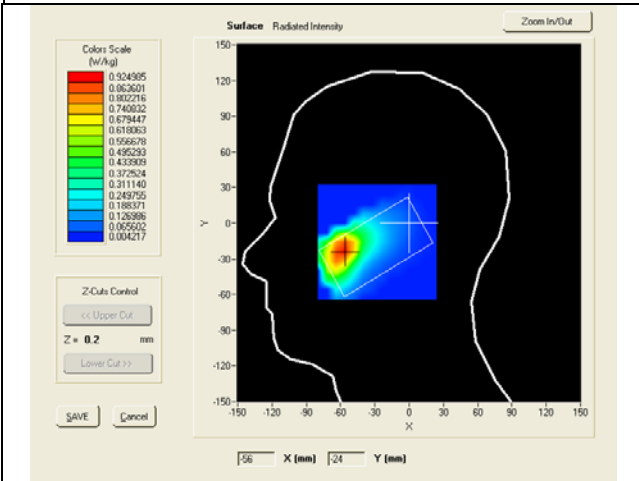 Surface Radiated Intensity
Zoom In/Out
Colors Scale
(W/kg)
0.924985
0.863601
0.802216
0.740832
0.679447
0.618063
0.556678
0.495293
0.433909
0.372524
0.311140
0.249755
0.188371
0.126986
0.065602
0.004217
150
120
90
60
30
0
-30
-60
-90
-120
-150
Y
-150 -120 -90 -60 -30 0 30 60 90 120 150
X
Z-Cuts Control
<< Upper Cut
Z = 0.2 mm
Lower Cut >>
SAVE Cancel
-56 X (mm) -24 Y (mm)